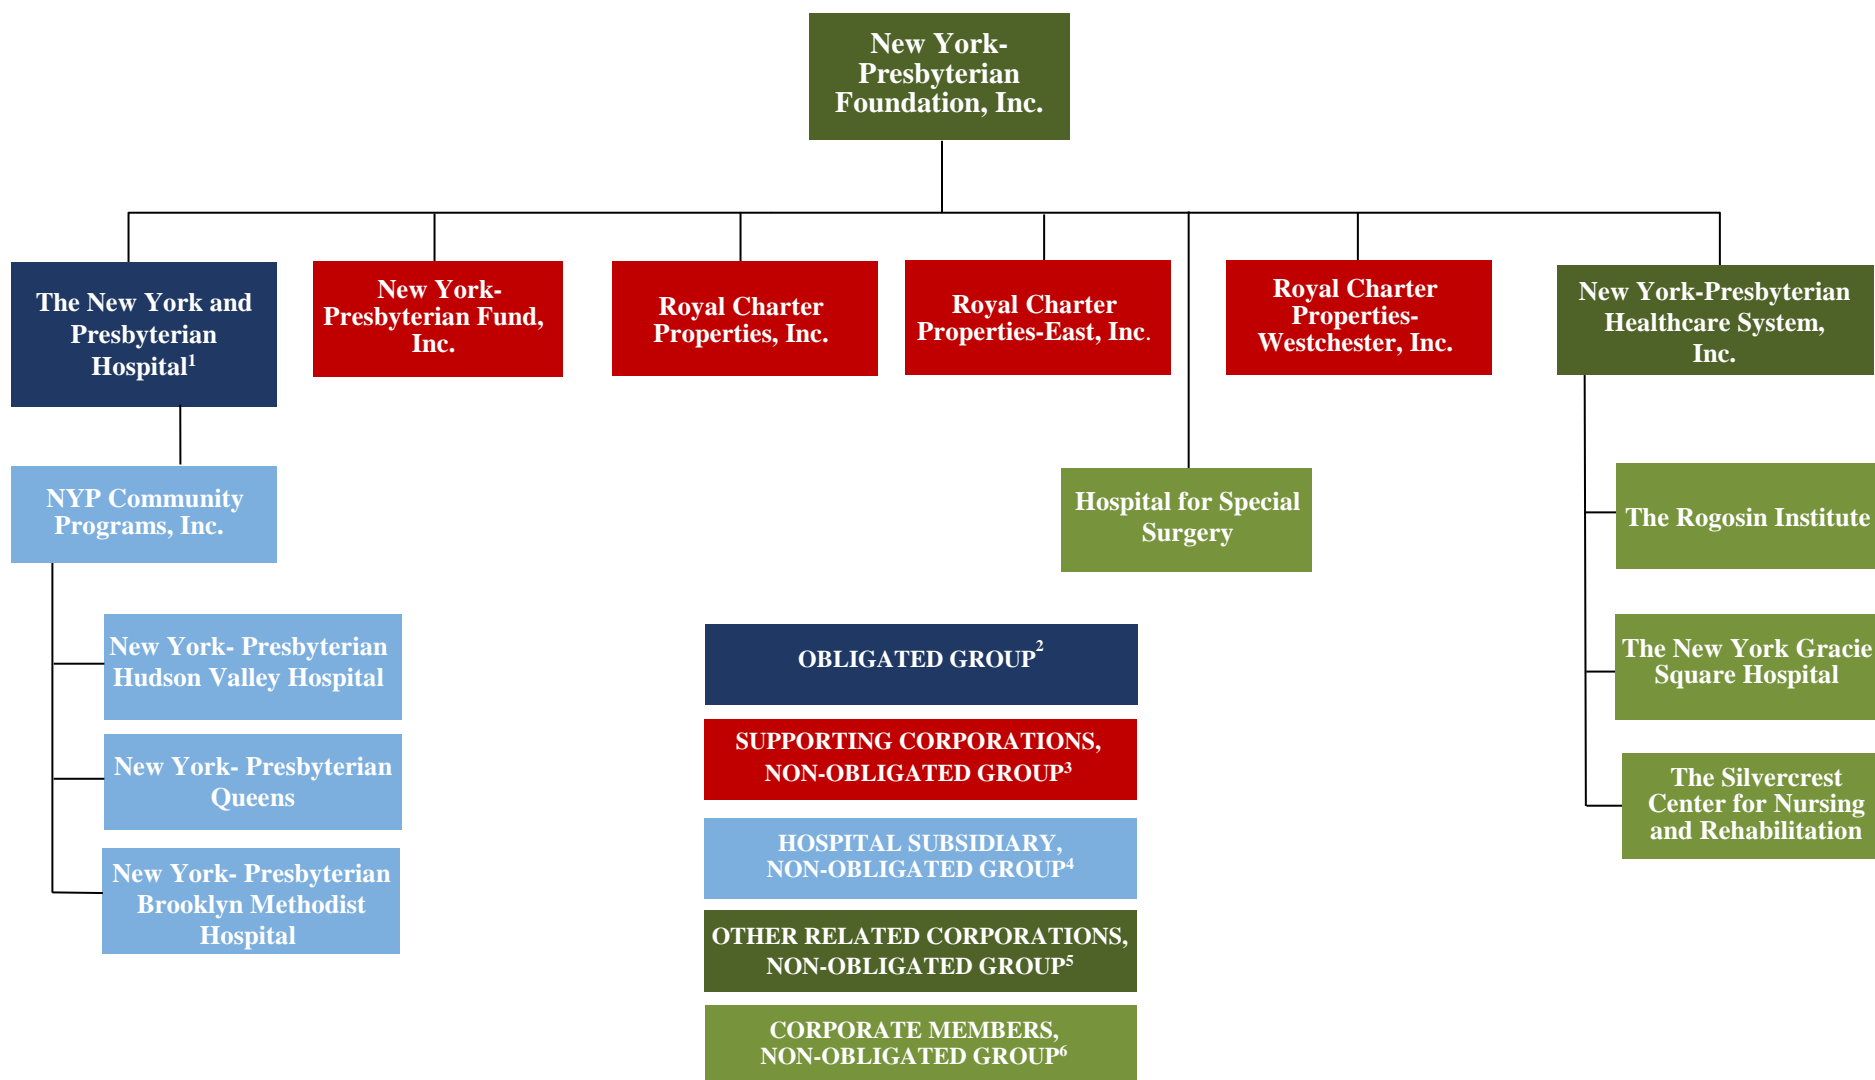 New York-
Presbyterian
Foundation, Inc.
The New York and
Presbyterian
Hospital1
New York-
Presbyterian Fund,
Inc.
Royal Charter
Properties, Inc.
Royal Charter
Properties-East, Inc.
Royal Charter
Properties-
Westchester, Inc.
New York-Presbyterian
Healthcare System,
Inc.
NYP Community
Programs, Inc.
Hospital for Special
Surgery
The Rogosin Institute
New York- Presbyterian
Hudson Valley Hospital
New York- Presbyterian
Queens
New York- Presbyterian
Brooklyn Methodist
Hospital
The New York Gracie
Square Hospital
The Silvercrest
Center for Nursing
and Rehabilitation
OBLIGATED GROUP2
SUPPORTING CORPORATIONS,
NON-OBLIGATED GROUP3
HOSPITAL SUBSIDIARY,
NON-OBLIGATED GROUP4
OTHER RELATED CORPORATIONS,
NON-OBLIGATED GROUP5
CORPORATE MEMBERS,
NON-OBLIGATED GROUP6